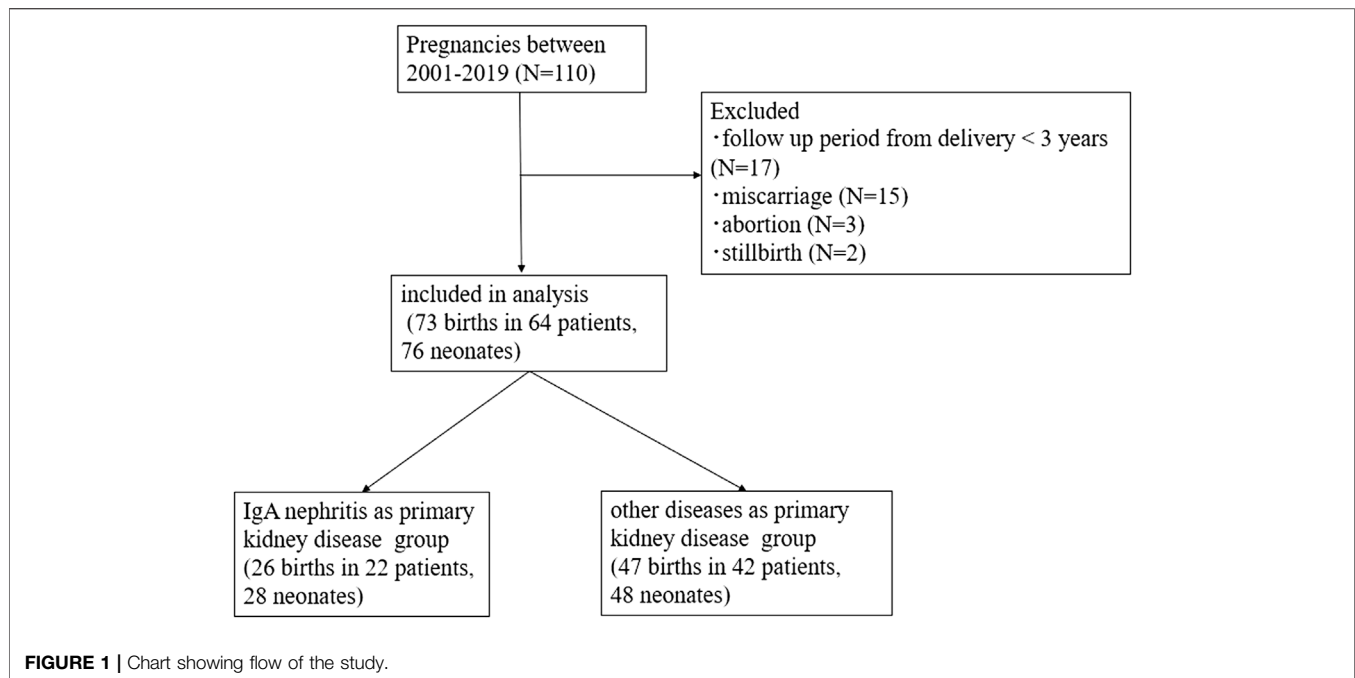 Pregnancies between
2001-2019 (N=110)
Excluded
・follow up period from delivery < 3 years
(N=17)
・miscarriage (N=15)
・abortion (N=3)
・stillbirth (N=2)
included in analysis
(73 births in 64 patients,
76 neonates)
IgA nephritis as primary
kidney disease group
(26 births in 22 patients,
28 neonates)
other diseases as primary
kidney disease group
(47 births in 42 patients,
48 neonates)
FIGURE 1 | Chart showing flow of the study.